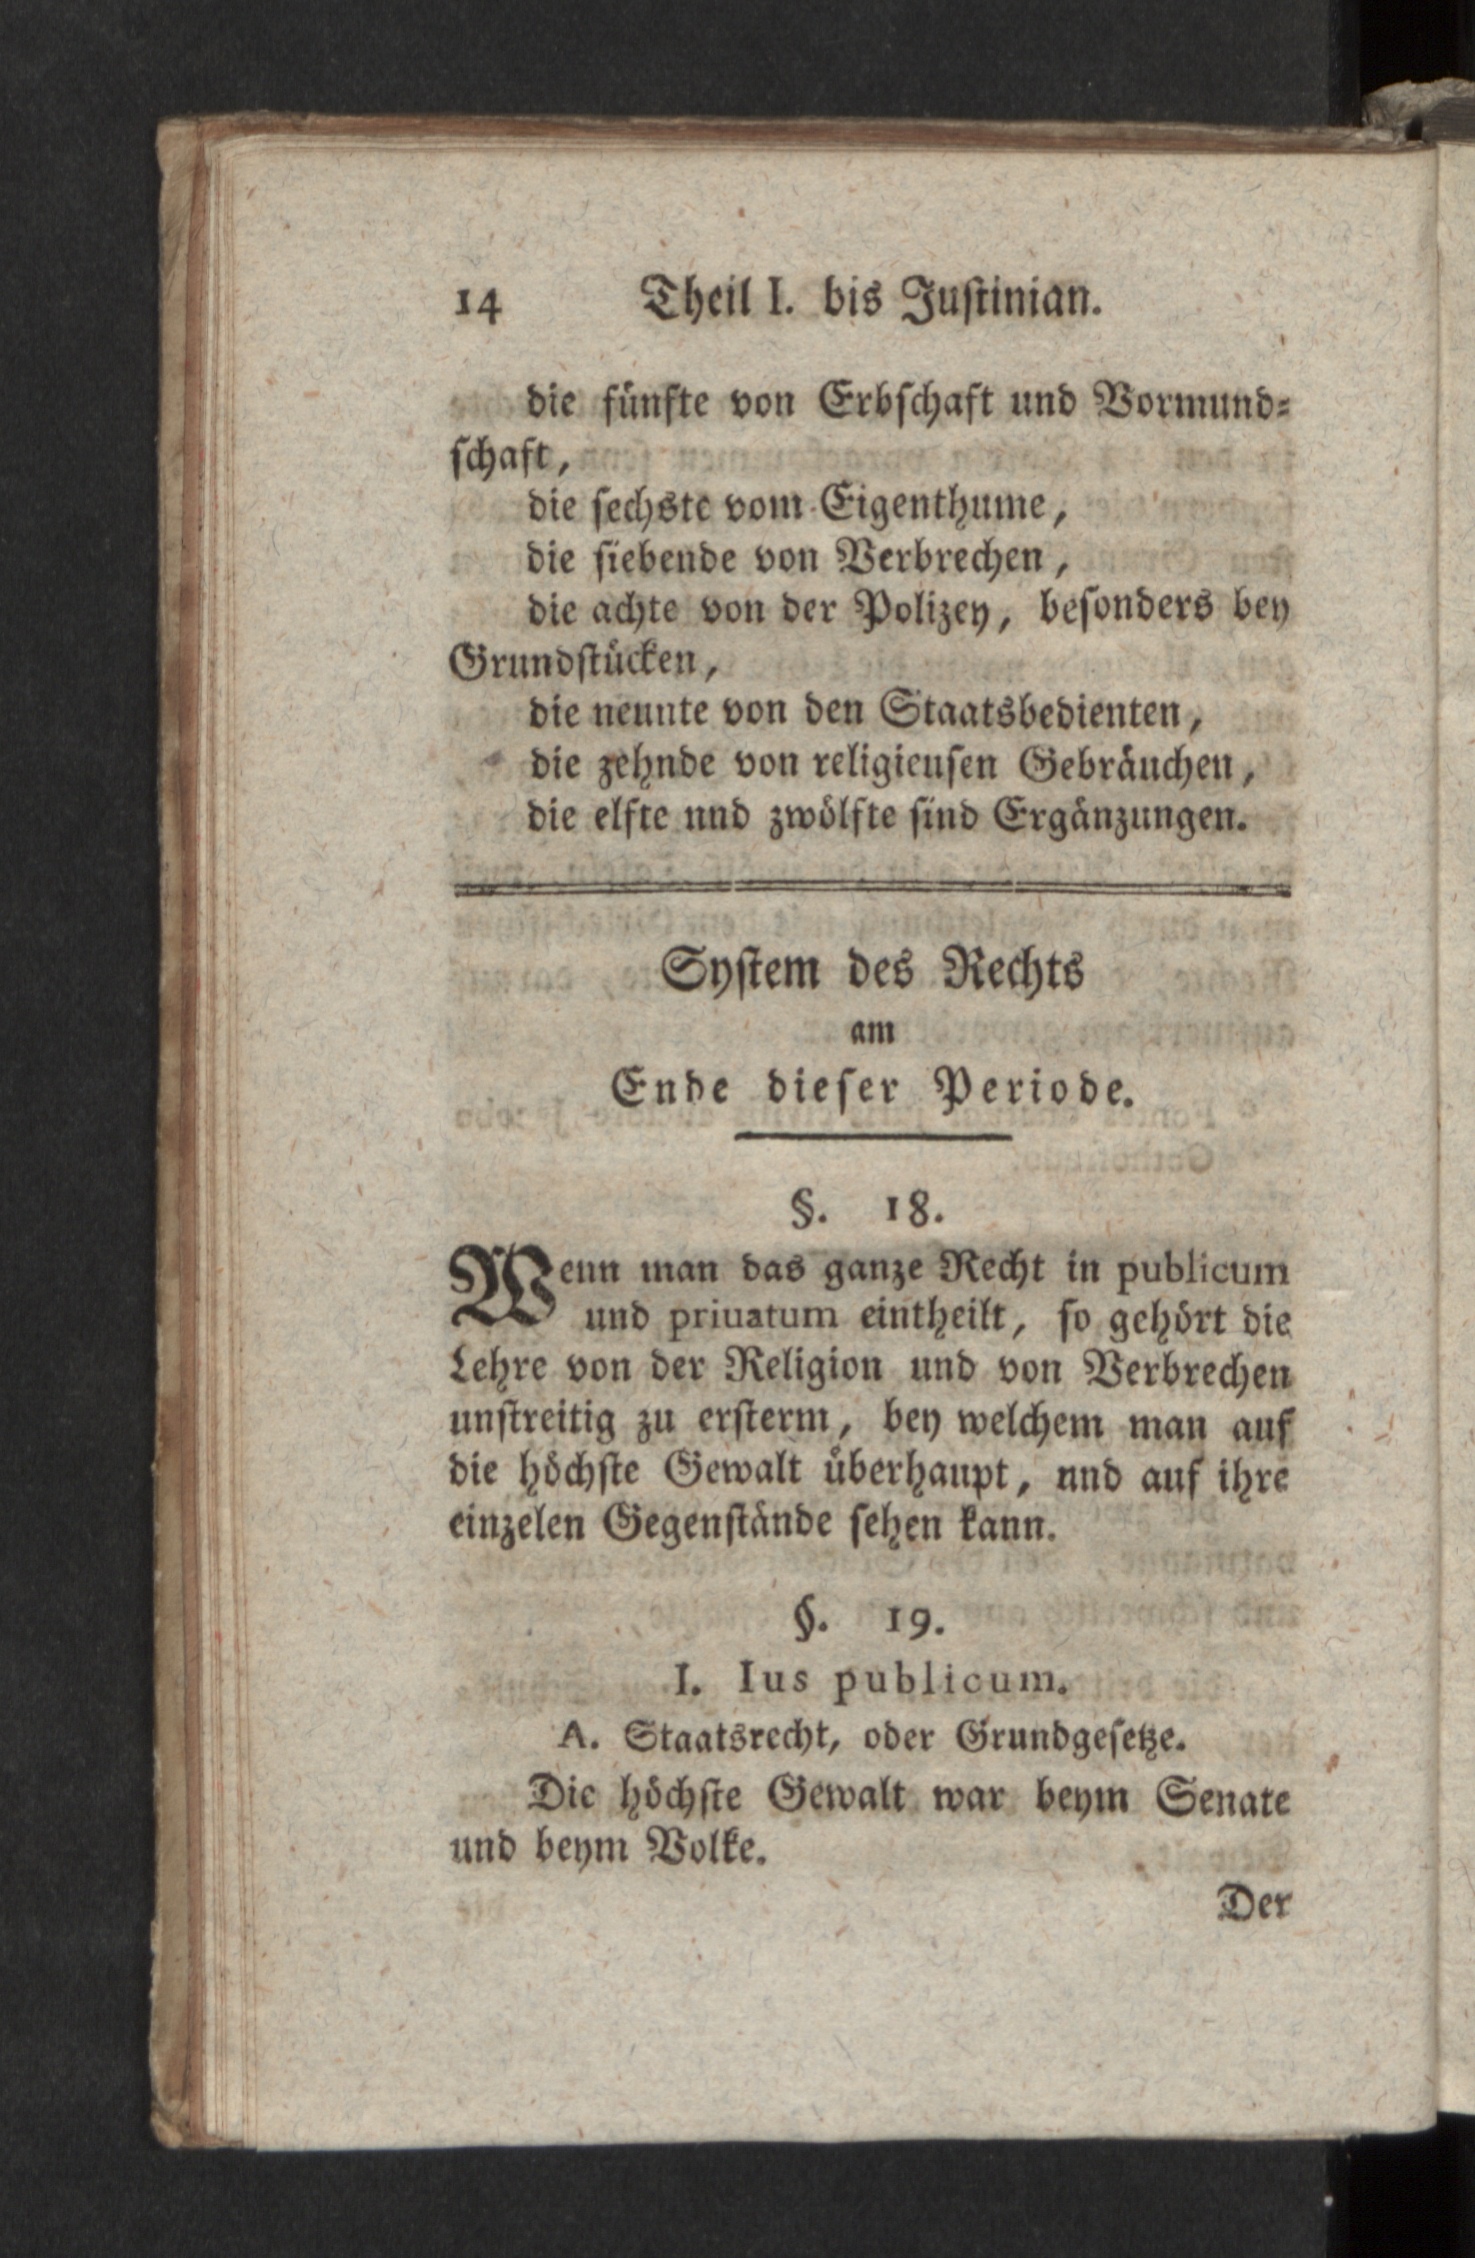 14 Theil I. bis Justinian.
die fünfte von Erbschaft und Vormund-
schaft,
die sechste vom Eigenthume,
die siebende von Verbrechen,
die achte von der Polizey, besonders bey
Grundstücken,
die neunte von den Staatsbedienten,
die zehnde von religieusen Gebräuchen,
die elfte und zwölfte sind Ergänzungen.
System des Rechts
am
Ende dieser Periode.
§. 18.
Wenn man das ganze Recht in publicum
und priuatum eintheilt, so gehört die
Lehre von der Religion und von Verbrechen
unstreitig zu ersterm, bey welchem man auf
die höchste Gewalt überhaupt, und auf ihre
einzelen Gegenstände sehen kann.
§. 19.
I. Ius publicum.
A. Staatsrecht, oder Grundgesetze.
Die höchste Gewalt war beym Senate
und beym Volke.
Der